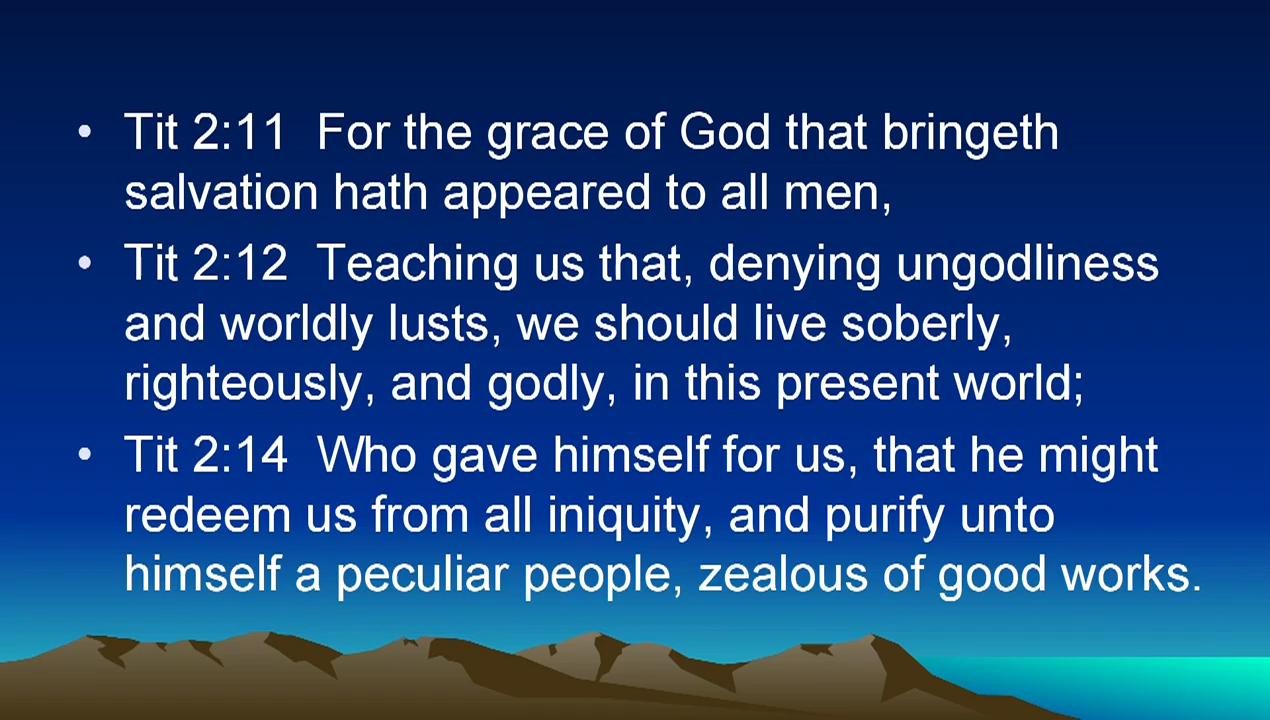 • Tit 2:11  For the grace of God that bringeth
salvation hath appeared to all men,
• Tit 2:12  Teaching us that, denying ungodliness
and worldly lusts, we should live soberly,
righteously, and godly, in this present world;
• Tit 2:14  Who gave himself for us, that he might
redeem us from all iniquity, and purify unto
himself a peculiar people, zealous of good works.